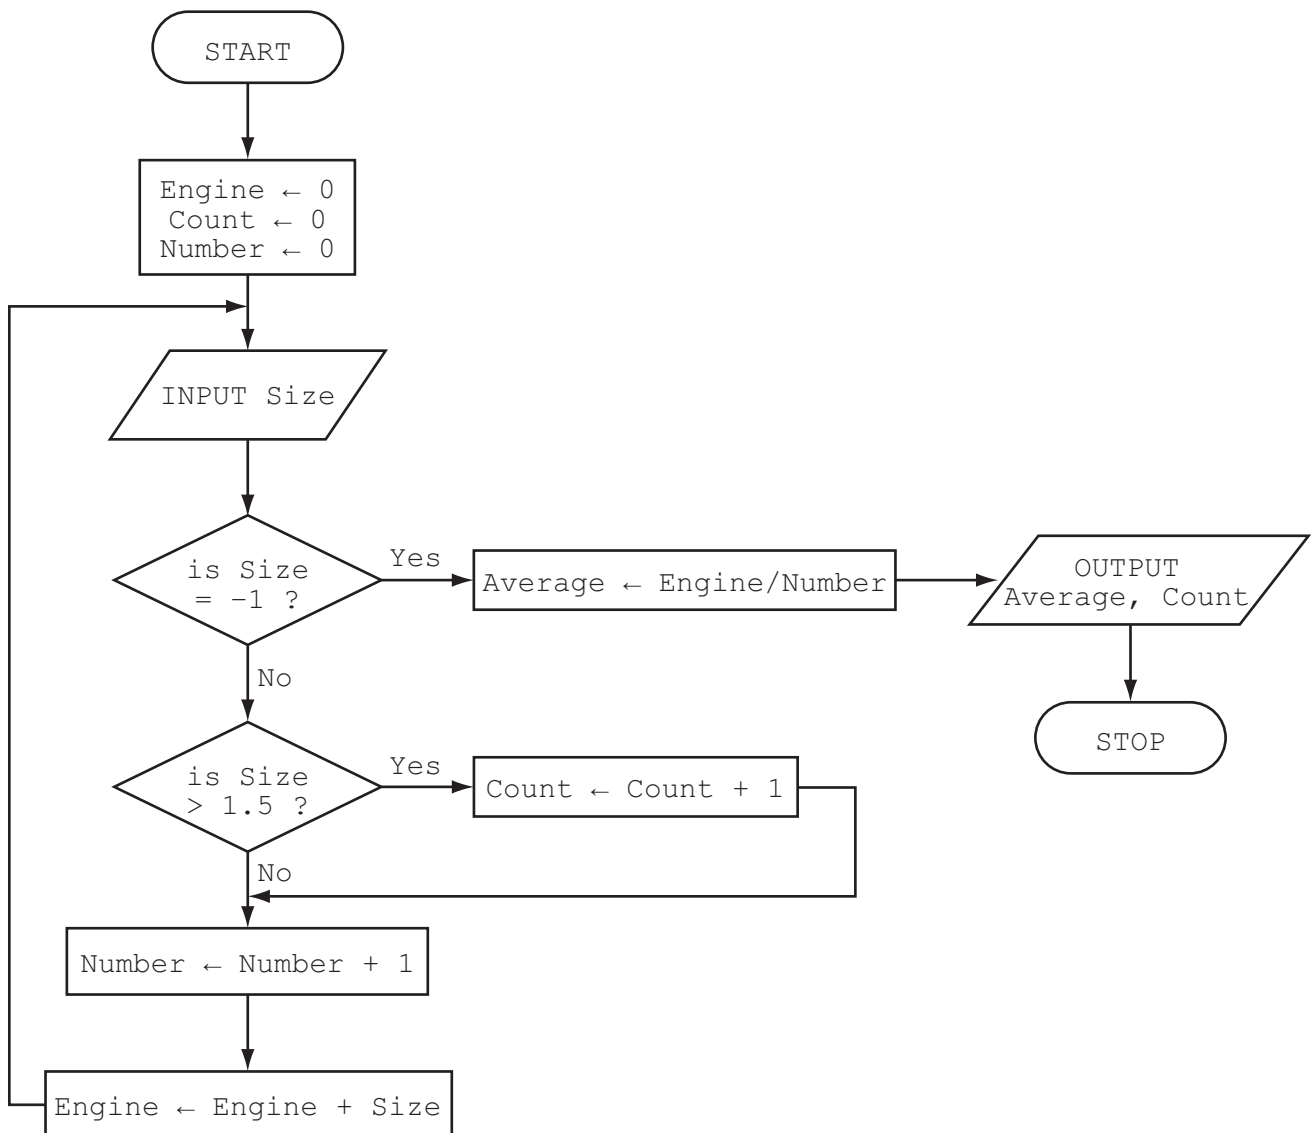 START
Engine ← 0
Count ← 0
Number ← 0
INPUT Size
is Size
= −1 ?
Yes
Average ← Engine/Number
OUTPUT
Average, Count
STOP
No
is Size
> 1.5 ?
Yes
Count ← Count + 1
No
Number ← Number + 1
Engine ← Engine + Size